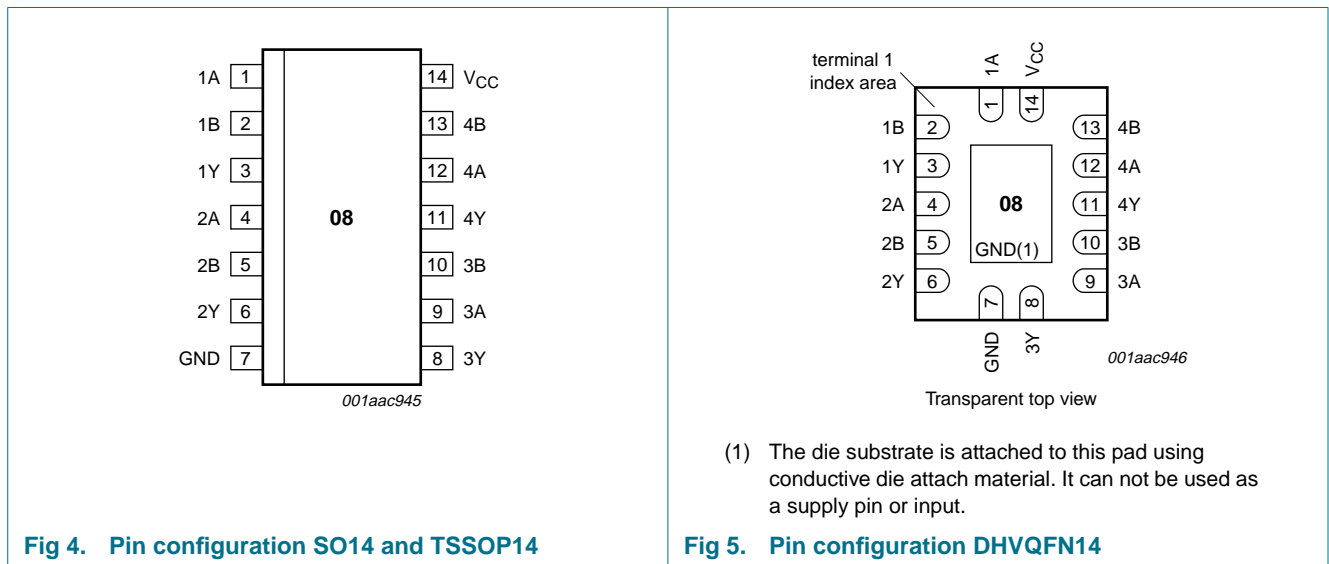 1A 1 14 VCC
1B 2 13 4B
1Y 3 12 4A
2A 4 08 11 4Y
2B 5 10 3B
2Y 6 9 3A
GND 7 8 3Y
001aac945
Fig 4. Pin configuration SO14 and TSSOP14
terminal 1
index area
1A VCC
1 14
1B 2 13 4B
1Y 3 12 4A
2A 4 08 11 4Y
2B 5 GND(1) 10 3B
2Y 6 9 3A
7 8
GND 3Y
001aac946
Transparent top view
(1) The die substrate is attached to this pad using
conductive die attach material. It can not be used as
a supply pin or input.
Fig 5. Pin configuration DHVQFN14